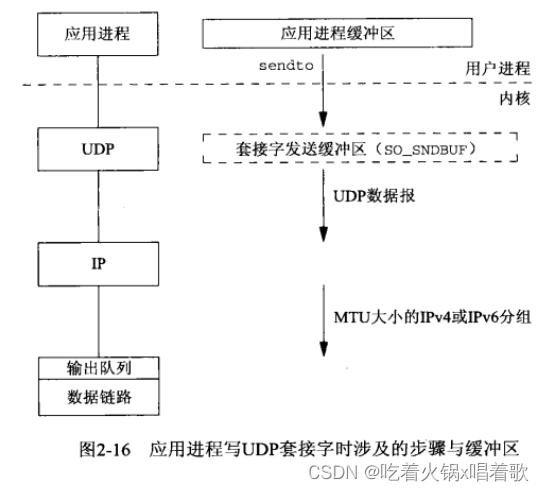 应用进程
应用进程缓冲区
sendto
用户进程
内核
UDP
套接字发送缓冲区（SO_SNDBUF）
UDP数据报
IP
MTU大小的IPv4或IPv6分组
输出队列
数据链路
图2-16 应用进程写UDP套接字时涉及的步骤与缓冲区
CSDN @吃着火锅x唱着歌